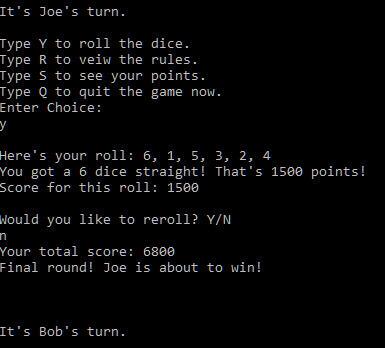 It's Joe's turn.
Type Y to roll the dice.
Type R to veiw the rules.
Type S to see your points.
Type Q to quit the game now.
Enter Choice:
y
Here's your roll: 6, 1, 5, 3, 2, 4
You got a 6 dice straight! That's 1500 points!
Score for this roll: 1500
Would you like to reroll? Y/N
n
Your total score: 6800
Final round! Joe is about to win!
It's Bob's turn.